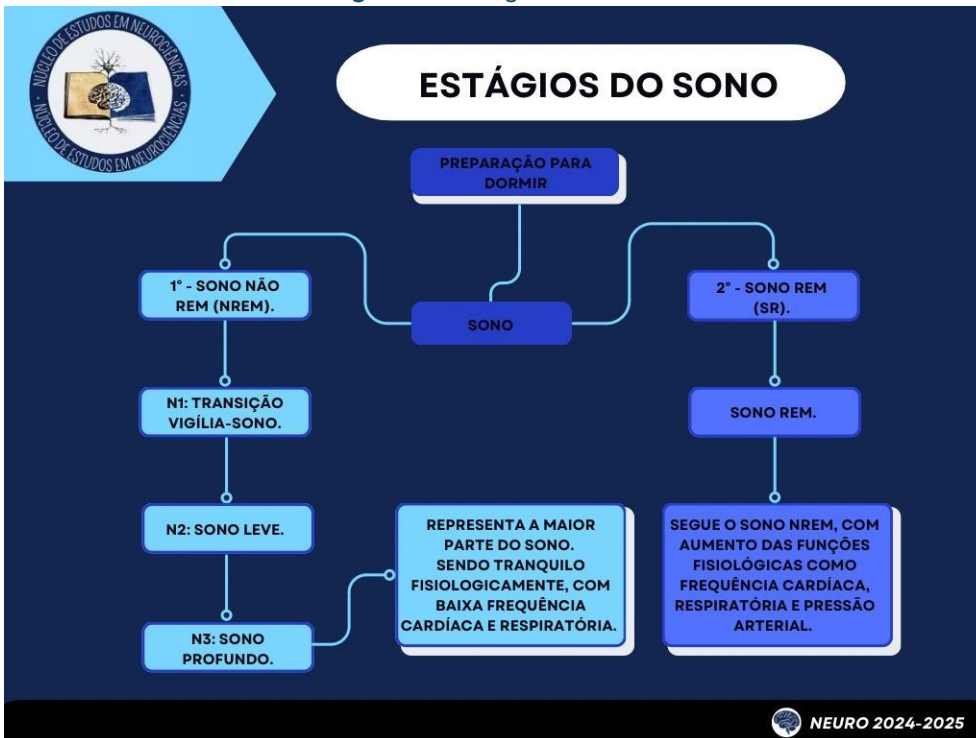 NÚCLEO DE ESTUDOS EM NEUROCIÊNCIAS
NÚCLEO DE ESTUDOS EM NEUROCIÊNCIAS
ESTÁGIOS DO SONO
PREPARAÇÃO PARA
DORMIR
SONO
1° - SONO NÃO
REM (NREM).
N1: TRANSIÇÃO
VIGÍLIA-SONO.
N2: SONO LEVE.
N3: SONO
PROFUNDO.
REPRESENTA A MAIOR
PARTE DO SONO.
SENDO TRANQUILO
FISIOLOGICAMENTE, COM
BAIXA FREQUÊNCIA
CARDÍACA E RESPIRATÓRIA.
2° - SONO REM
(SR).
SONO REM.
SEGUE O SONO NREM, COM
AUMENTO DAS FUNÇÕES
FISIOLÓGICAS COMO
FREQUÊNCIA CARDÍACA,
RESPIRATÓRIA E PRESSÃO
ARTERIAL.
NEURO 2024-2025